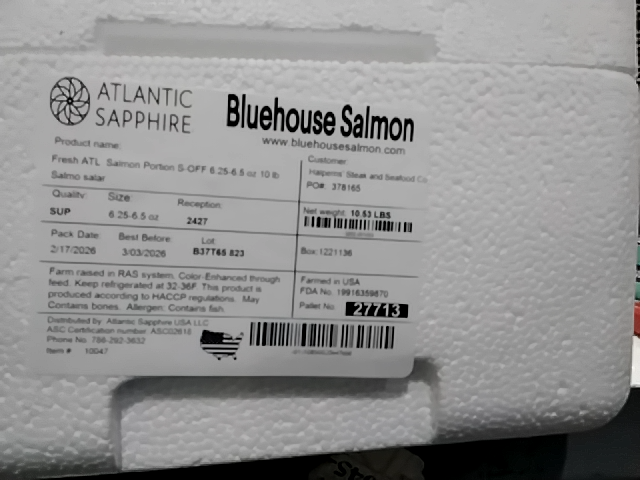 ATLANTIC
SAPPHIRE
Bluehouse Salmon
www.bluehousesalmon.com
Product name:
Fresh ATL Salmon Portion S-OFF 6.25-6.5 oz 10 lb
Salmo salar
Customer
Halperns' Steak and Seafood Co
PO#: 378165
Quality:
Size:
Reception
SUP
6.25-6.5 oz
2427
Net weight: 10.53 LBS
Pack Date:
Best Before:
Lot:
2/17/2026
3/03/2026
B37T65 823
Box: 1221136
Farm raised in RAS system. Color-Enhanced through
feed. Keep refrigerated at 32-36F. This product is
produced according to HACCP regulations. May
Contains bones. Allergen: Contains fish.
Farmed in USA
FDA No. 19916359870
Pallet No. 27713
Distributed by: Atlantic Sapphire USA LLC
ASC Certification number: ASC02618
Phone No. 786-292-3632
Item # 10047